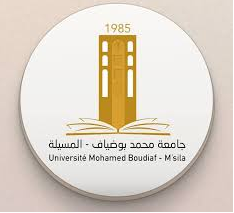 1985
جامعة محمد بوضياف - المسيلة
Université Mohamed Boudiaf - M'sila